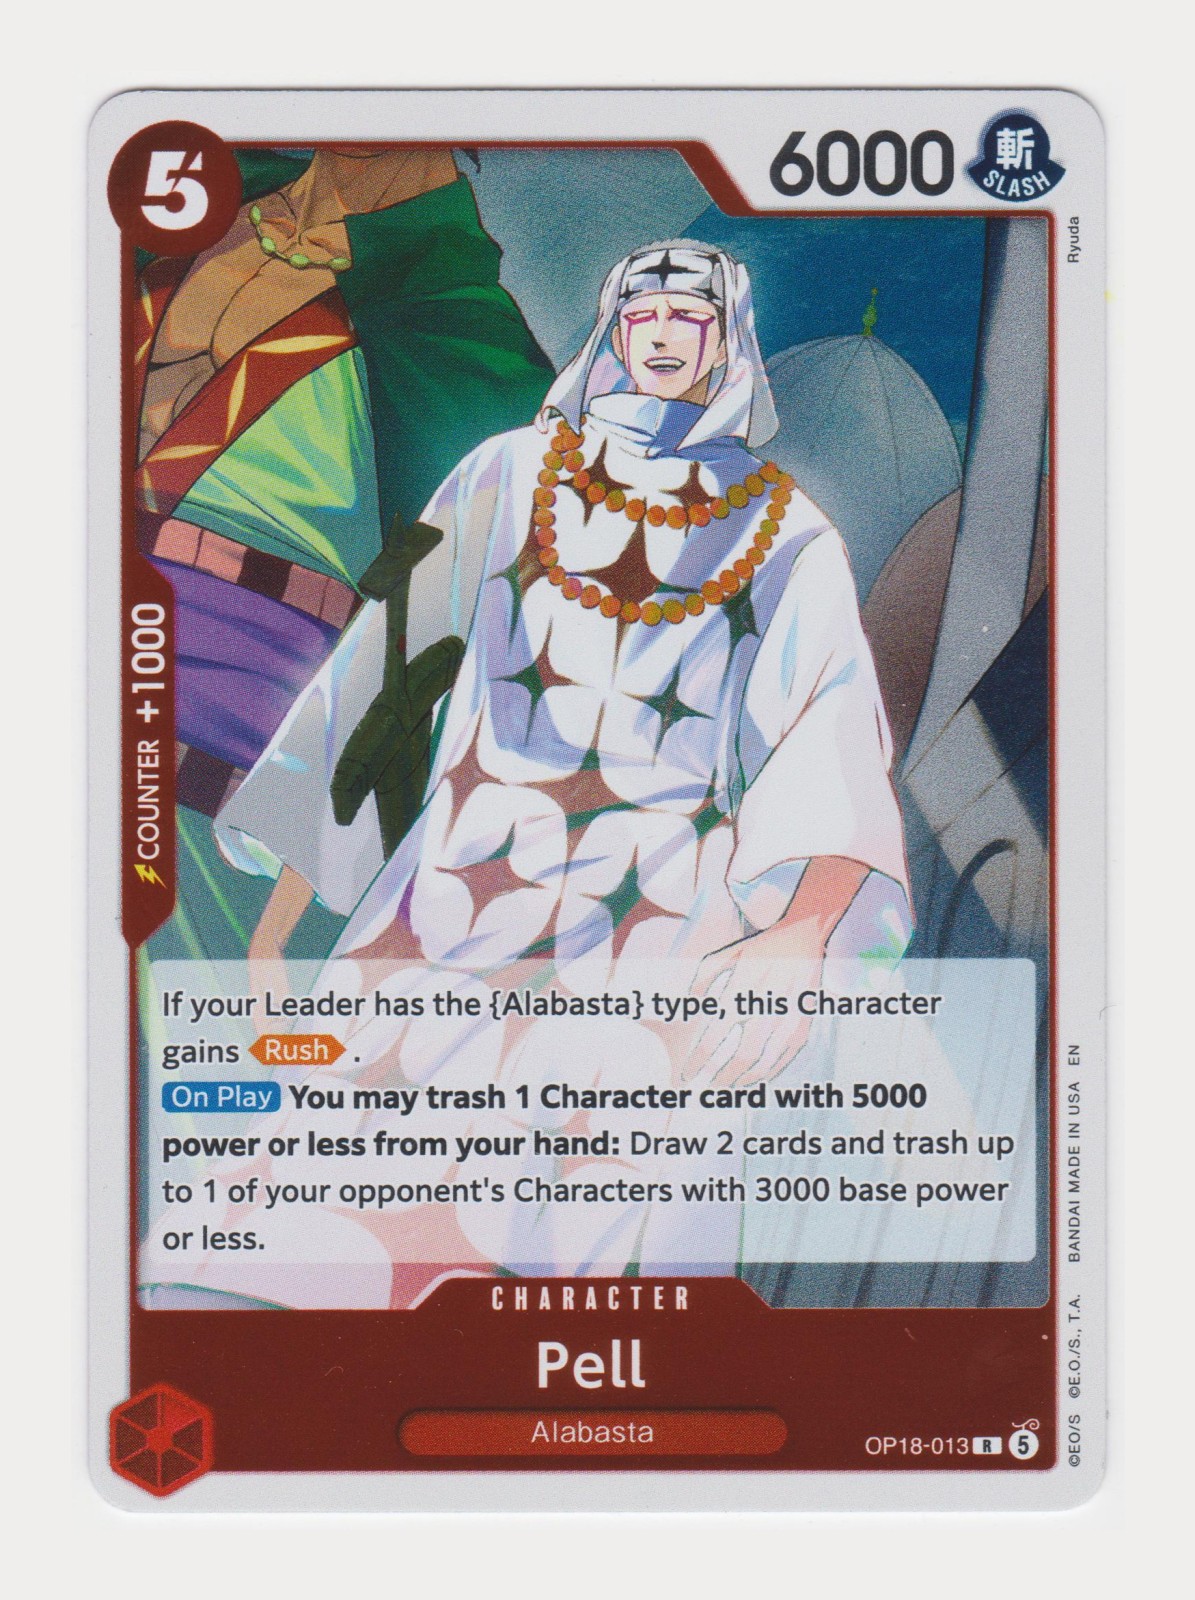 5
6000
斬
SLASH
Ryuda
COUNTER +1000
If your Leader has the {Alabasta} type, this Character
gains Rush .
On Play You may trash 1 Character card with 5000
power or less from your hand: Draw 2 cards and trash up
to 1 of your opponent's Characters with 3000 base power
or less.
CHARACTER
Pell
Alabasta
OP18-013 R 5
©EO/S ©E.O./S., T.A. BANDAI MADE IN USA EN